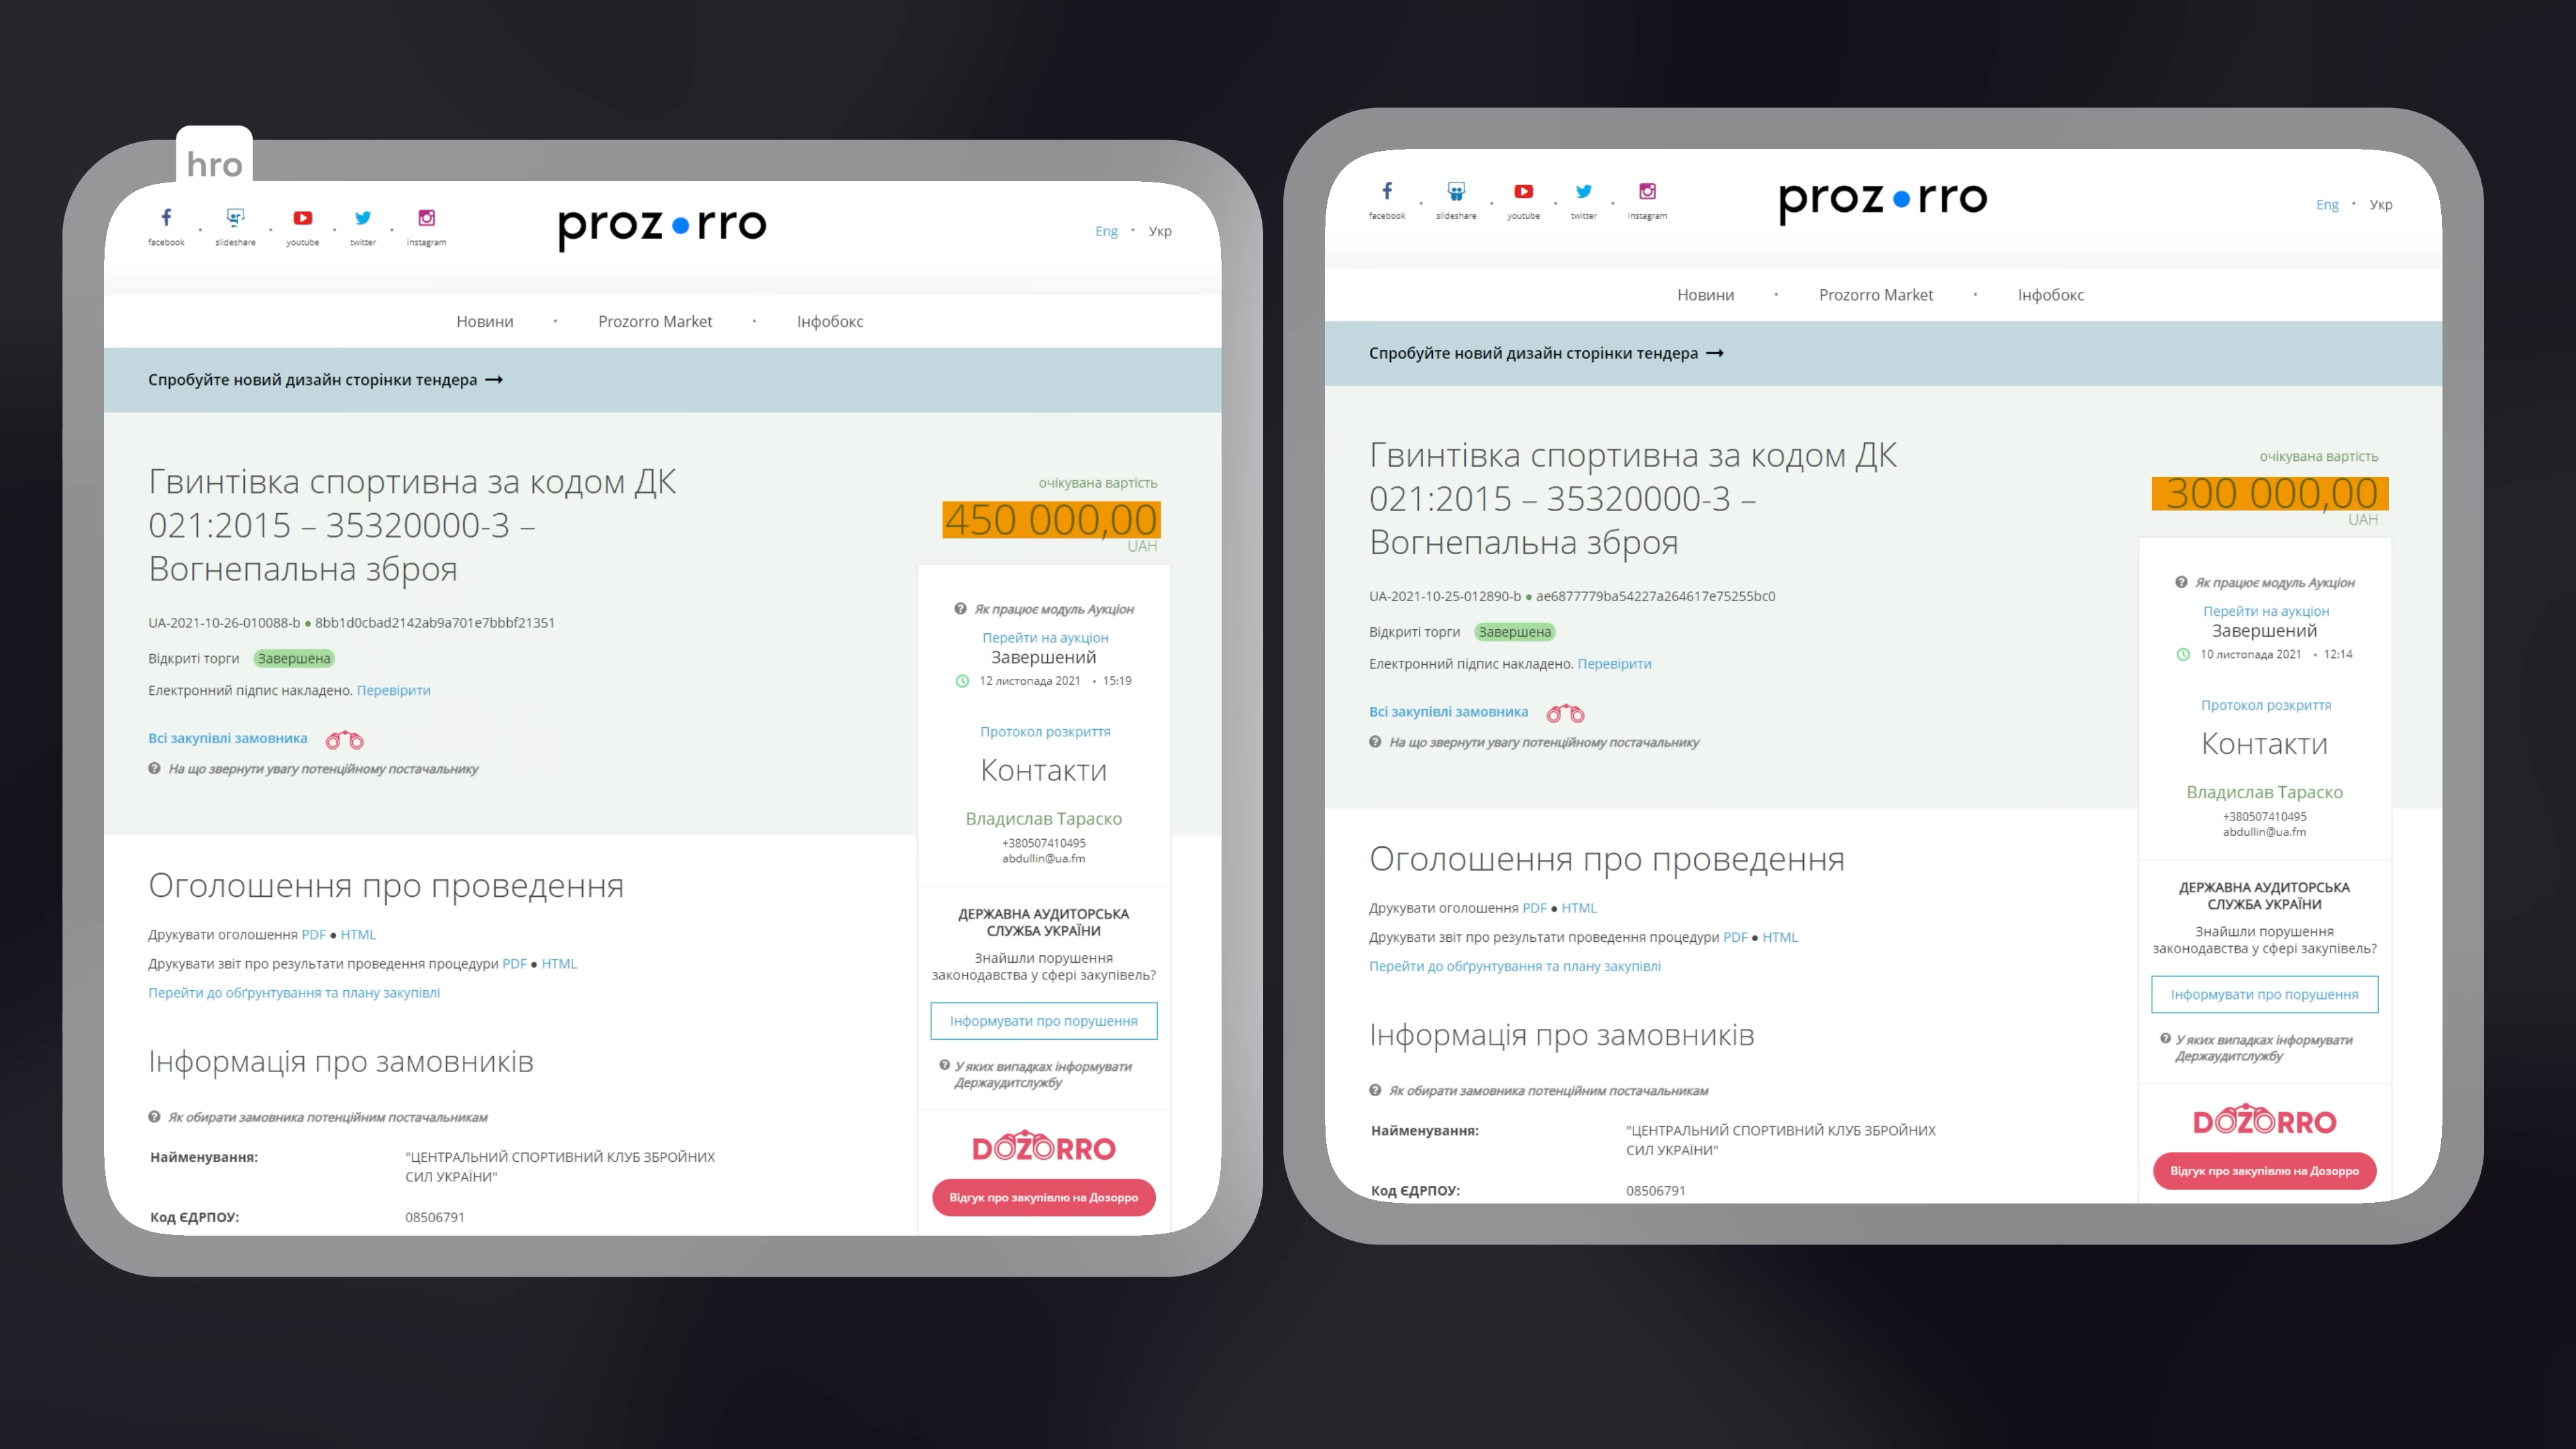 hro
facebook
slideshare
youtube
twitter
instagram
prozorro
Eng • Укр
Новини • Prozorro Market • Інфобокс
Спробуйте новий дизайн сторінки тендера →
Гвинтівка спортивна за кодом ДК
021:2015 – 35320000-3 –
Вогнепальна зброя
UA-2021-10-26-010088-b ● 8bb1d0cbad2142ab9a701e7bbbf21351
Відкриті торги Завершена
Електронний підпис накладено. Перевірити
Всі закупівлі замовника
На що звернути увагу потенційному постачальнику
очікувана вартість
450 000,00
UAH
Як працює модуль Аукціон
Перейти на аукціон
Завершений
12 листопада 2021 • 15:19
Протокол розкриття
Контакти
Владислав Тараско
+380507410495
abdullin@ua.fm
ДЕРЖАВНА АУДИТОРСЬКА
СЛУЖБА УКРАЇНИ
Знайшли порушення
законодавства у сфері закупівель?
Інформувати про порушення
У яких випадках інформувати
Держаудитслужбу
DOZORRO
Відгук про закупівлю на Дозорро
Оголошення про проведення
Друкувати оголошення PDF ● HTML
Друкувати звіт про результати проведення процедури PDF ● HTML
Перейти до обґрунтування та плану закупівлі
Інформація про замовників
Як обирати замовника потенційним постачальникам
Найменування: "ЦЕНТРАЛЬНИЙ СПОРТИВНИЙ КЛУБ ЗБРОЙНИХ
СИЛ УКРАЇНИ"
Код ЄДРПОУ: 08506791
facebook
slideshare
youtube
twitter
instagram
prozorro
Eng • Укр
Новини • Prozorro Market • Інфобокс
Спробуйте новий дизайн сторінки тендера →
Гвинтівка спортивна за кодом ДК
021:2015 – 35320000-3 –
Вогнепальна зброя
UA-2021-10-25-012890-b ● ae6877779ba54227a264617e75255bc0
Відкриті торги Завершена
Електронний підпис накладено. Перевірити
Всі закупівлі замовника
На що звернути увагу потенційному постачальнику
очікувана вартість
300 000,00
UAH
Як працює модуль Аукціон
Перейти на аукціон
Завершений
10 листопада 2021 • 12:14
Протокол розкриття
Контакти
Владислав Тараско
+380507410495
abdullin@ua.fm
ДЕРЖАВНА АУДИТОРСЬКА
СЛУЖБА УКРАЇНИ
Знайшли порушення
законодавства у сфері закупівель?
Інформувати про порушення
У яких випадках інформувати
Держаудитслужбу
DOZORRO
Відгук про закупівлю на Дозорро
Оголошення про проведення
Друкувати оголошення PDF ● HTML
Друкувати звіт про результати проведення процедури PDF ● HTML
Перейти до обґрунтування та плану закупівлі
Інформація про замовників
Як обирати замовника потенційним постачальникам
Найменування: "ЦЕНТРАЛЬНИЙ СПОРТИВНИЙ КЛУБ ЗБРОЙНИХ
СИЛ УКРАЇНИ"
Код ЄДРПОУ: 08506791